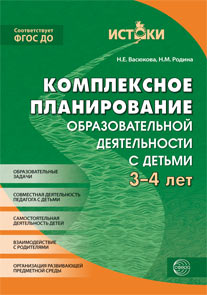 Соответствует
ФГОС ДО
ИСТОКИ
Н.Е. Васюкова, Н.М. Родина
КОМПЛЕКСНОЕ
ПЛАНИРОВАНИЕ
ОБРАЗОВАТЕЛЬНОЙ
ДЕЯТЕЛЬНОСТИ
С ДЕТЬМИ
3–4 лет
ОБРАЗОВАТЕЛЬНЫЕ
ЗАДАЧИ
СОВМЕСТНАЯ ДЕЯТЕЛЬНОСТЬ
ПЕДАГОГА С ДЕТЬМИ
САМОСТОЯТЕЛЬНАЯ
ДЕЯТЕЛЬНОСТЬ ДЕТЕЙ
ВЗАИМОДЕЙСТВИЕ
С РОДИТЕЛЯМИ
ОРГАНИЗАЦИЯ РАЗВИВАЮЩЕЙ
ПРЕДМЕТНОЙ СРЕДЫ
СФЕРА